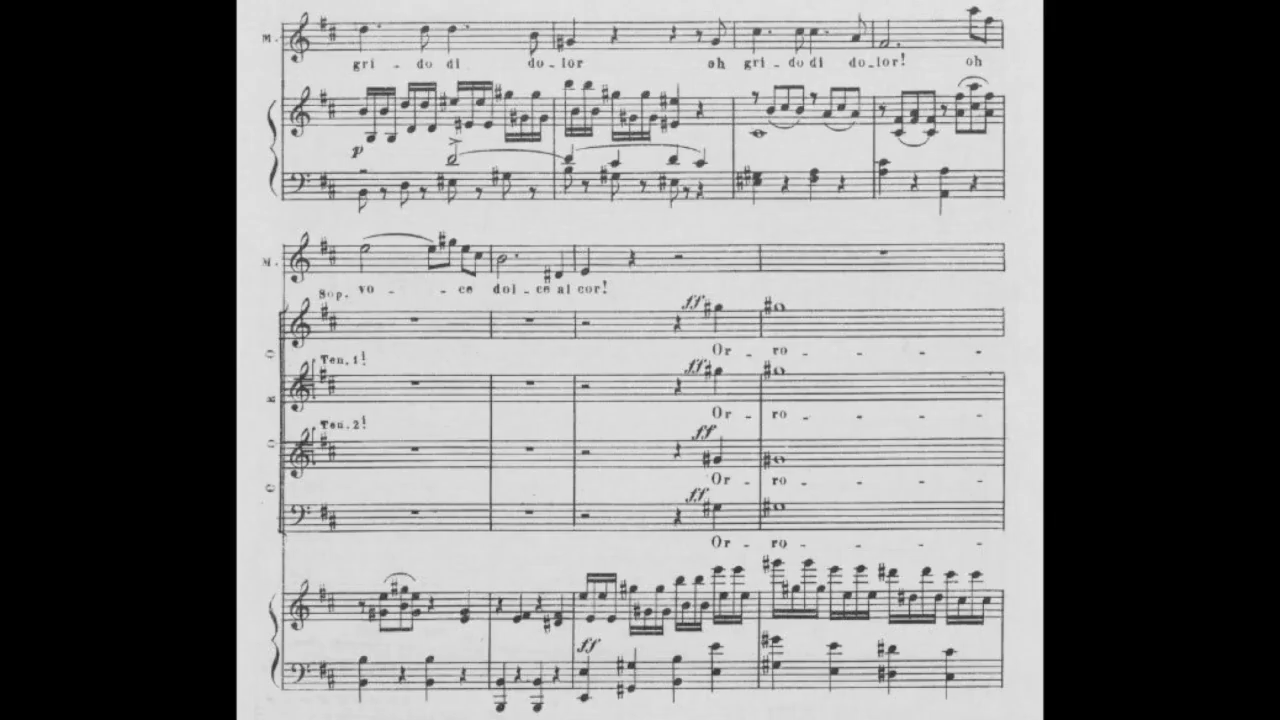 M.
gri - do di do - lor oh gri - do di do - lor! oh
p
M.
vo - - ce dol - ce al cor!
Sop.
ff
Or - ro - - - -
Ten. 1!
ff
Or - ro - - - -
Ten. 2!
ff
Or - ro - - - -
ff
Or - ro - - - -
CORO
ff